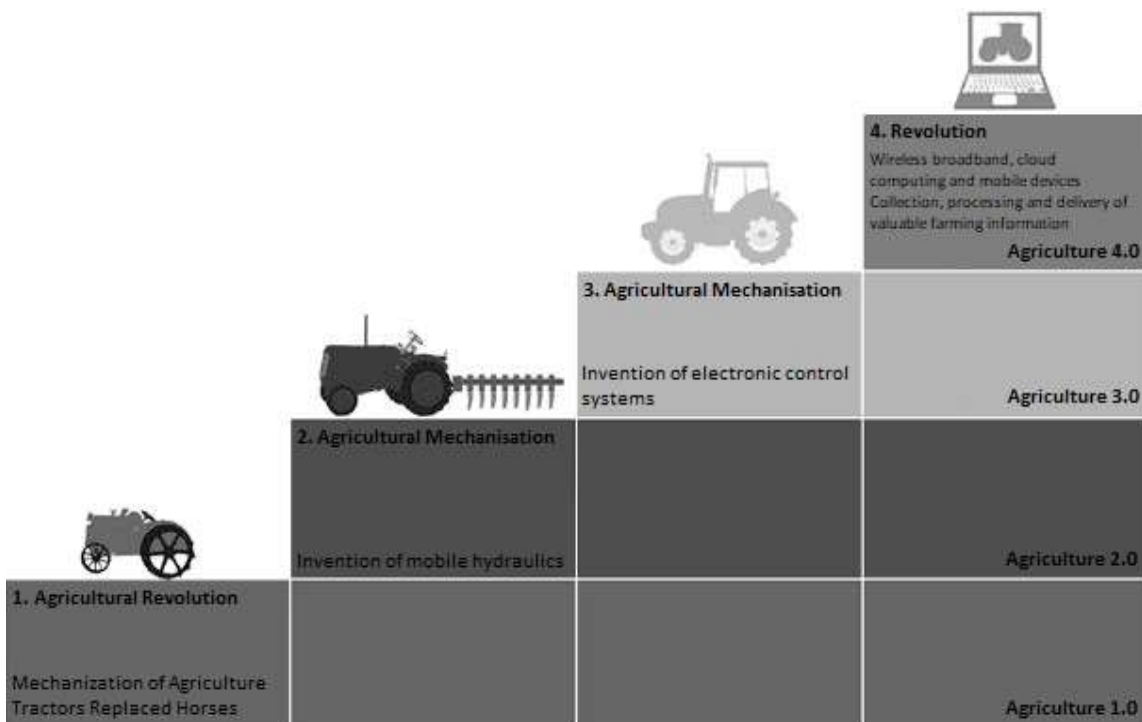 4. Revolution
Wireless broadband, cloud
computing and mobile devices
Collection, processing and delivery of
valuable farming information
Agriculture 4.0
3. Agricultural Mechanisation
Invention of electronic control
systems
Agriculture 3.0
2. Agricultural Mechanisation
Invention of mobile hydraulics
Agriculture 2.0
1. Agricultural Revolution
Mechanization of Agriculture
Tractors Replaced Horses
Agriculture 1.0